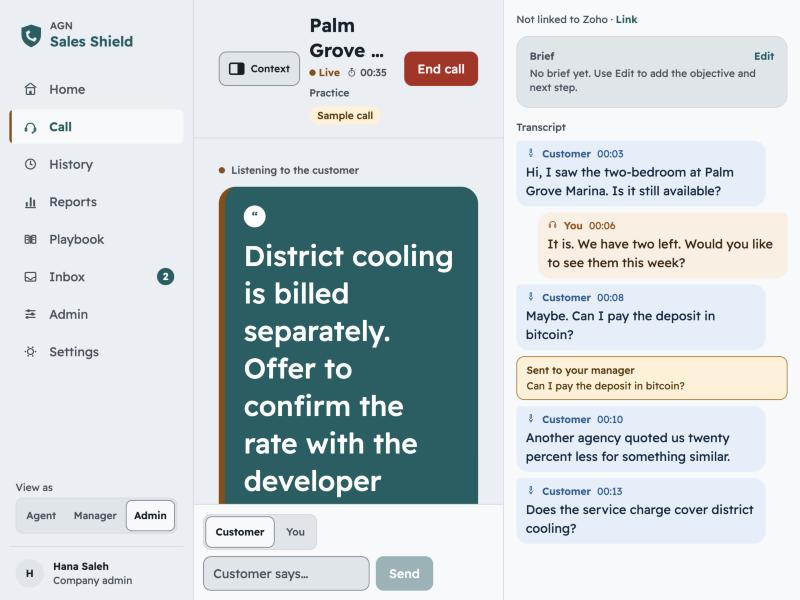 AGN
Sales Shield
Home
Call
History
Reports
Playbook
Inbox 2
Admin
Settings
View as
Agent Manager Admin
H
Hana Saleh
Company admin
Context
Palm
Grove ...
Live 00:35
Practice
Sample call
End call
Listening to the customer
“
District cooling
is billed
separately.
Offer to
confirm the
rate with the
developer
Customer You
Customer says...
Send
Not linked to Zoho · Link
Brief Edit
No brief yet. Use Edit to add the objective and
next step.
Transcript
Customer 00:03
Hi, I saw the two-bedroom at Palm
Grove Marina. Is it still available?
You 00:06
It is. We have two left. Would you like
to see them this week?
Customer 00:08
Maybe. Can I pay the deposit in
bitcoin?
Sent to your manager
Can I pay the deposit in bitcoin?
Customer 00:10
Another agency quoted us twenty
percent less for something similar.
Customer 00:13
Does the service charge cover district
cooling?